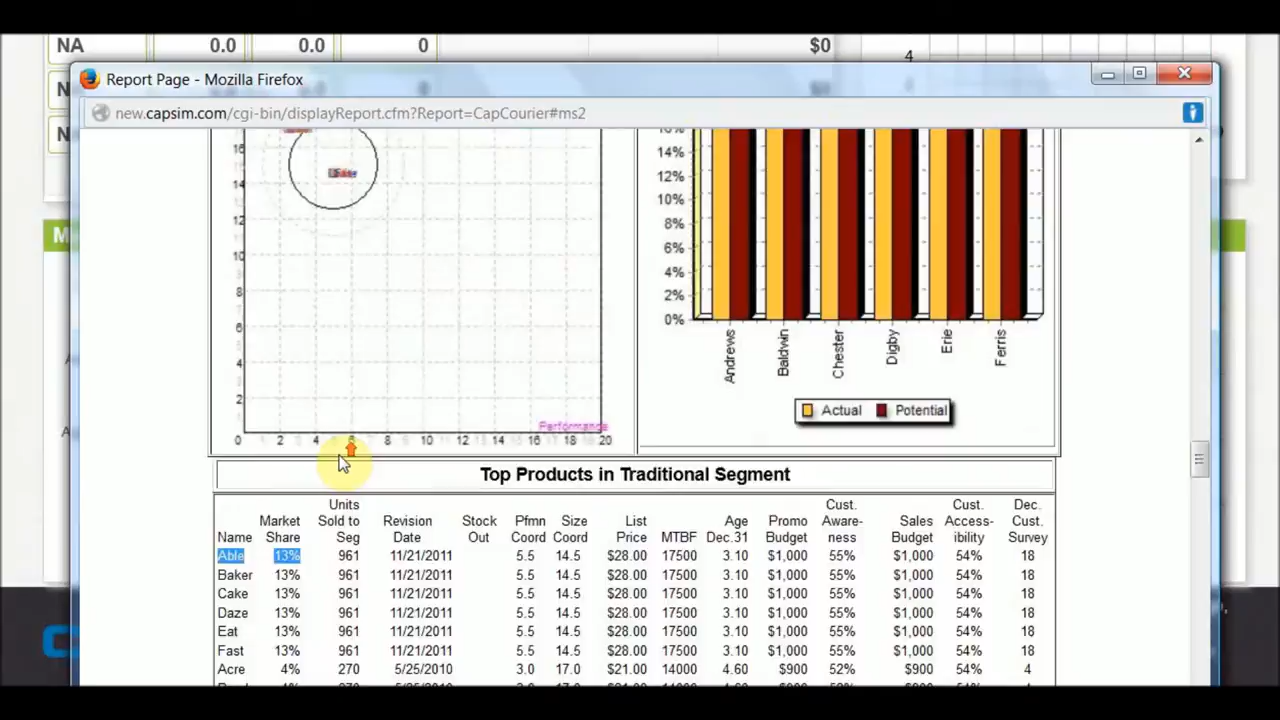 NA 0.0 0.0 0 $0
4
Report Page - Mozilla Firefox
new.capsim.com/cgi-bin/displayReport.cfm?Report=CapCourier#ms2
16
14
12
10
8
6
4
2
0 2 4 6 8 10 12 14 16 18 20
Performance
16%
14%
12%
10%
8%
6%
4%
2%
0%
Andrews Baldwin Chester Digby Erie Ferris
Actual Potential
Top Products in Traditional Segment
Name Market Share Units Sold to Seg Revision Date Stock Out Pfmn Coord Size Coord List Price MTBF Age Dec.31 Promo Budget Cust. Aware-ness Sales Budget Cust. Access-ibility Dec. Cust. Survey
Able 13% 961 11/21/2011 5.5 14.5 $28.00 17500 3.10 $1,000 55% $1,000 54% 18
Baker 13% 961 11/21/2011 5.5 14.5 $28.00 17500 3.10 $1,000 55% $1,000 54% 18
Cake 13% 961 11/21/2011 5.5 14.5 $28.00 17500 3.10 $1,000 55% $1,000 54% 18
Daze 13% 961 11/21/2011 5.5 14.5 $28.00 17500 3.10 $1,000 55% $1,000 54% 18
Eat 13% 961 11/21/2011 5.5 14.5 $28.00 17500 3.10 $1,000 55% $1,000 54% 18
Fast 13% 961 11/21/2011 5.5 14.5 $28.00 17500 3.10 $1,000 55% $1,000 54% 18
Acre 4% 270 5/25/2010 3.0 17.0 $21.00 14000 4.60 $900 52% $900 54% 4